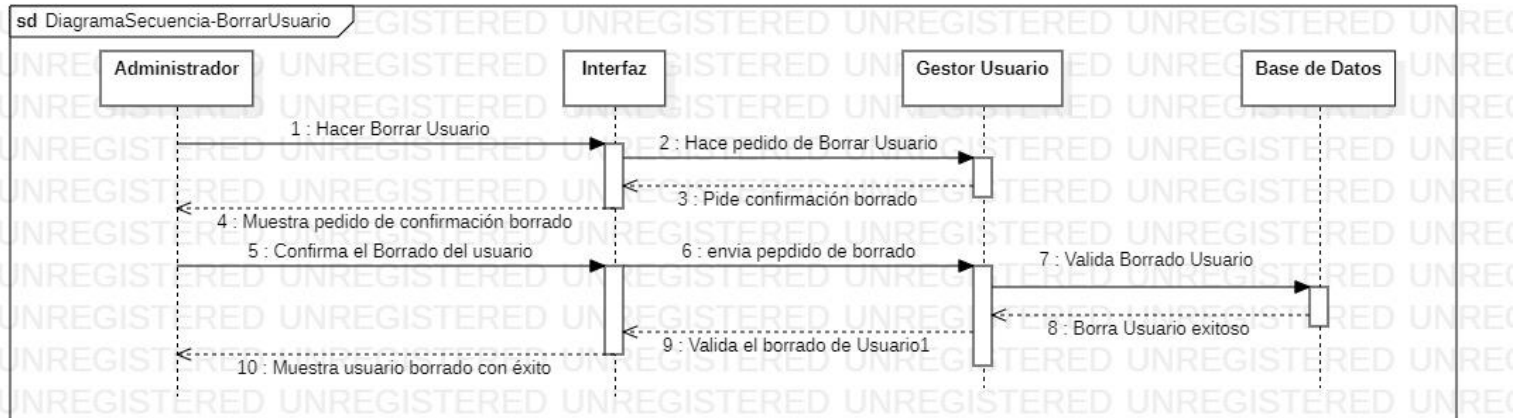 sd DiagramaSecuencia-BorrarUsuario
Administrador
Interfaz
Gestor Usuario
Base de Datos
1 : Hacer Borrar Usuario
2 : Hace pedido de Borrar Usuario
3 : Pide confirmación borrado
4 : Muestra pedido de confirmación borrado
5 : Confirma el Borrado del usuario
6 : envia pepdido de borrado
7 : Valida Borrado Usuario
8 : Borra Usuario exitoso
9 : Valida el borrado de Usuario1
10 : Muestra usuario borrado con éxito
UNREGISTERED